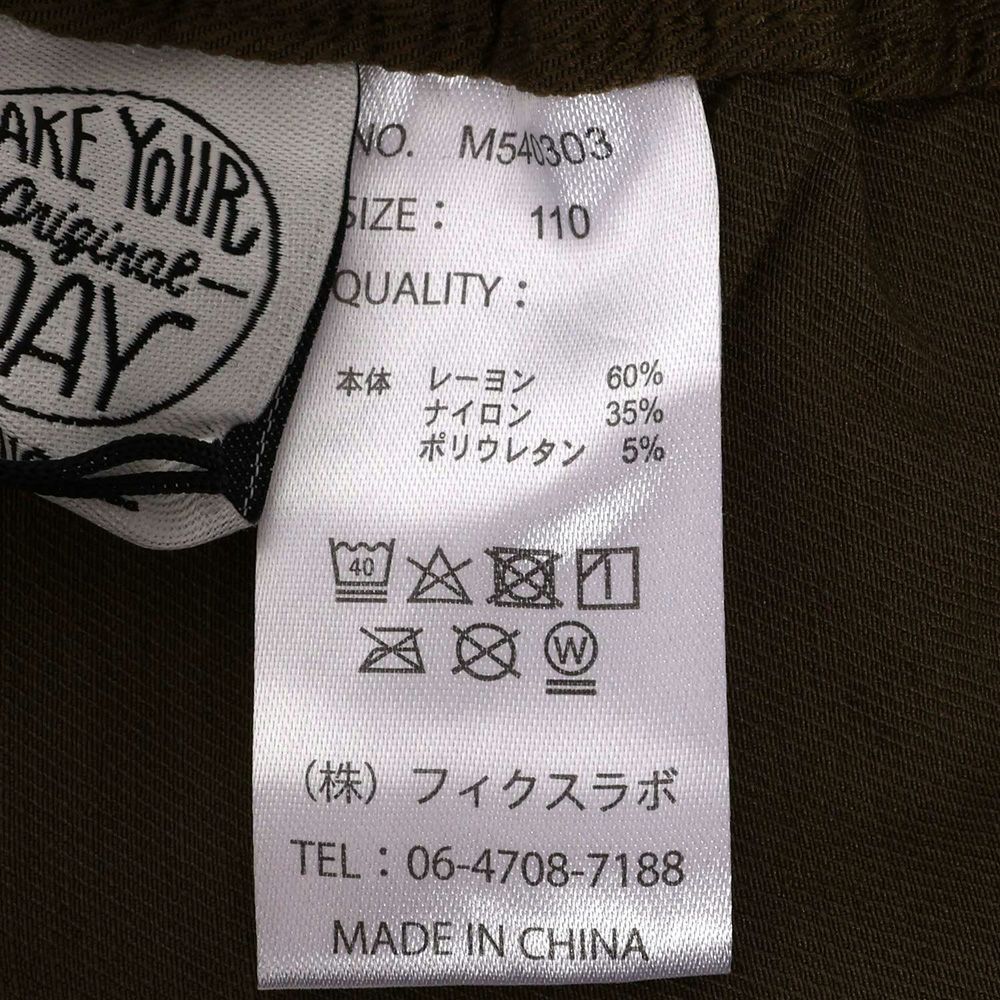 AKE YOUR
Original
DAY
NO. M540303
SIZE : 110
QUALITY :
本体 レーヨン 60%
ナイロン 35%
ポリウレタン 5%
40
W
(株) フィクスラボ
TEL : 06-4708-7188
MADE IN CHINA